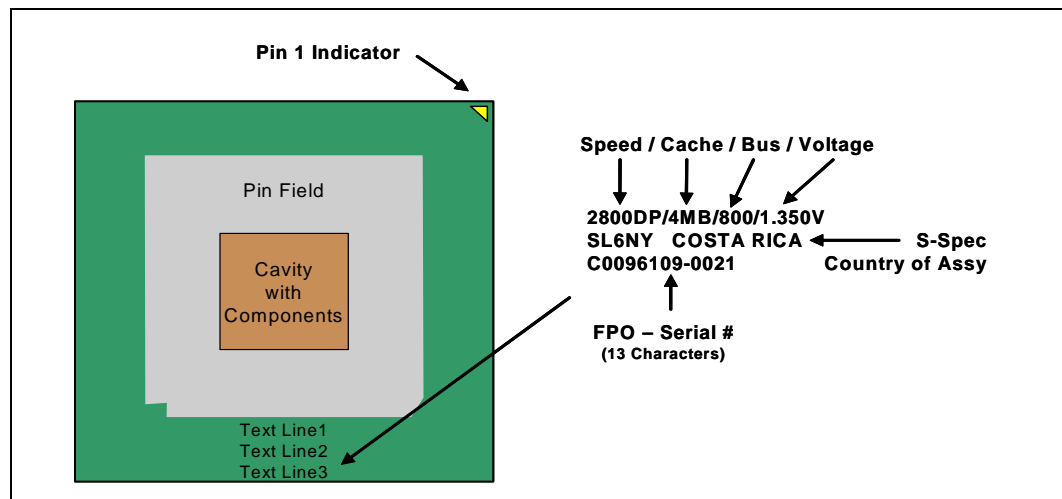 Pin 1 Indicator
Speed / Cache / Bus / Voltage
Pin Field
2800DP/4MB/800/1.350V
SL6NY COSTA RICA
C0096109-0021
S-Spec
Country of Assy
Cavity
with
Components
FPO – Serial #
(13 Characters)
Text Line1
Text Line2
Text Line3